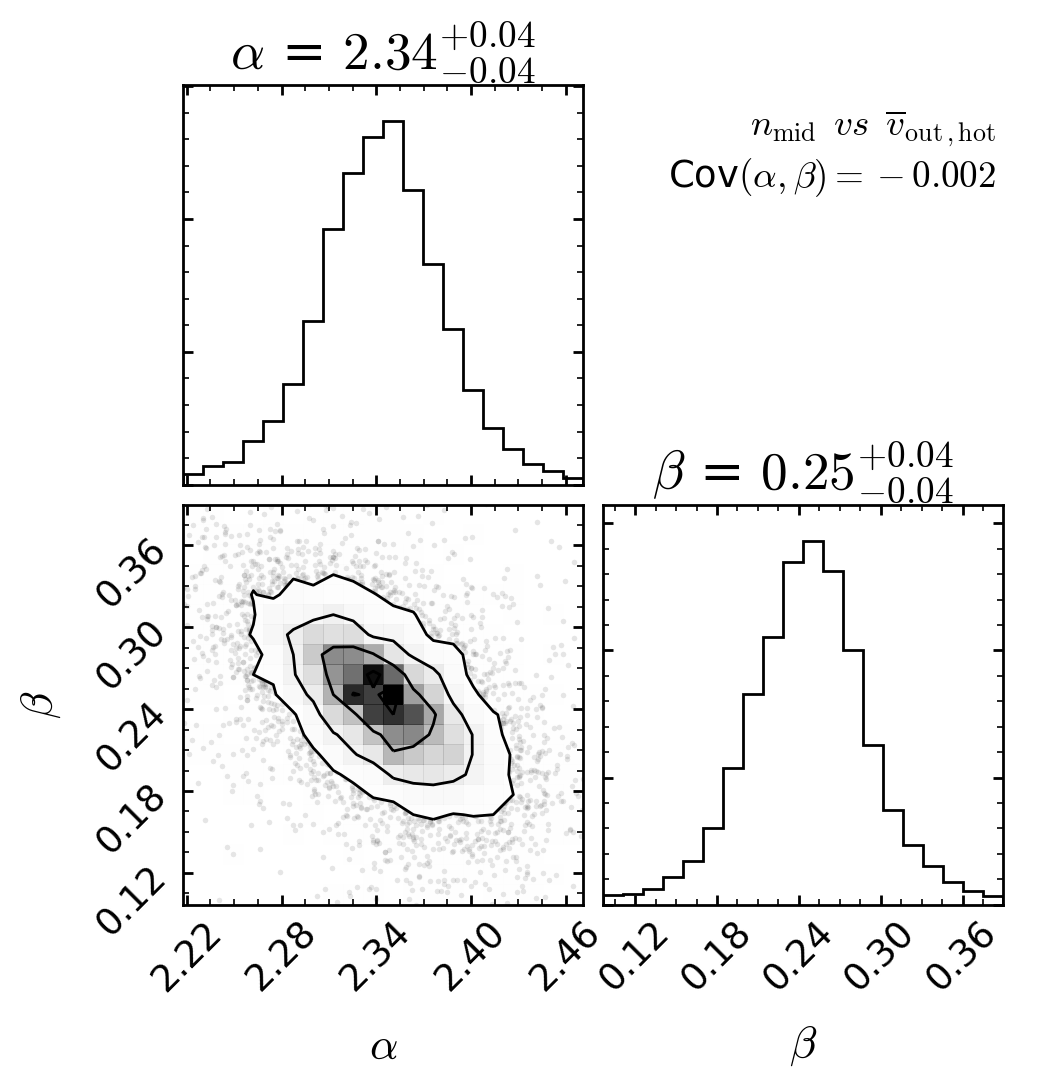 α = 2.34+0.04−0.04
n_mid vs v̅_out,hot
Cov(α, β) = −0.002
β = 0.25+0.04−0.04
β
0.36
0.30
0.24
0.18
0.12
2.22 2.28 2.34 2.40 2.46
0.12 0.18 0.24 0.30 0.36
α
β